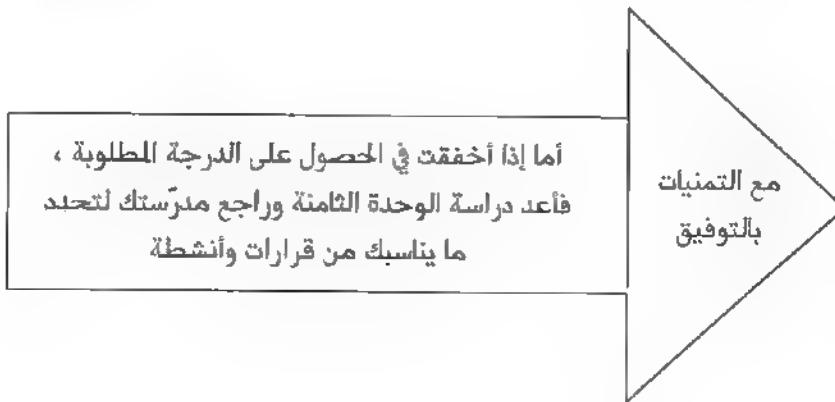 أما إذا أخفقت في الحصول على الدرجة المطلوبة ،
فأعد دراسة الوحدة الثامنة وراجع مدرّستك لتحدد
ما يناسبك من قرارات وأنشطة
مع التمنيات
بالتوفيق